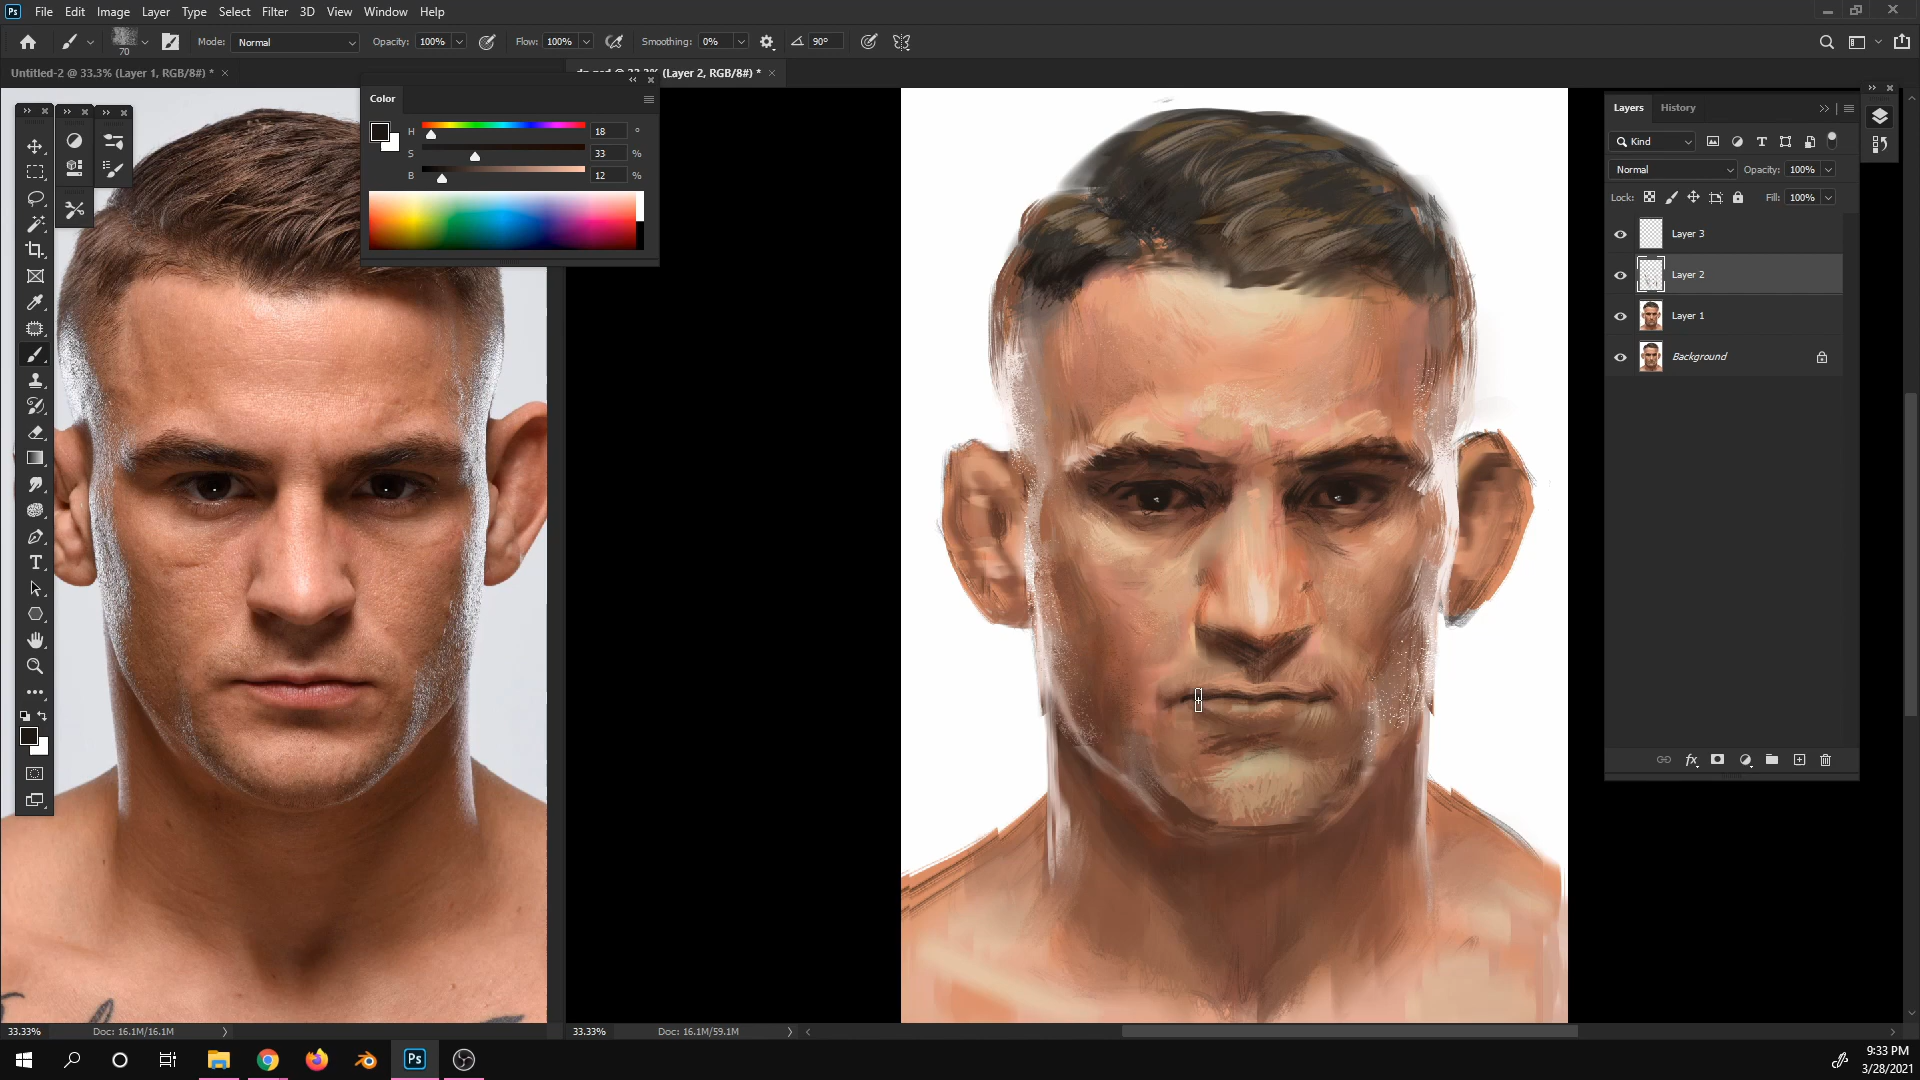 Ps File Edit Image Layer Type Select Filter 3D View Window Help
70 Mode: Normal Opacity: 100% Flow: 100% Smoothing: 0% 90°
Untitled-2 @ 33.3% (Layer 1, RGB/8#) * ×
(Layer 2, RGB/8#) * ×
Color
H 18 °
S 33 %
B 12 %
Layers History
Kind
Normal Opacity: 100%
Lock: Fill: 100%
Layer 3
Layer 2
Layer 1
Background
33.33% Doc: 16.1M/16.1M
33.33% Doc: 16.1M/59.1M
Ps
9:33 PM
3/28/2021